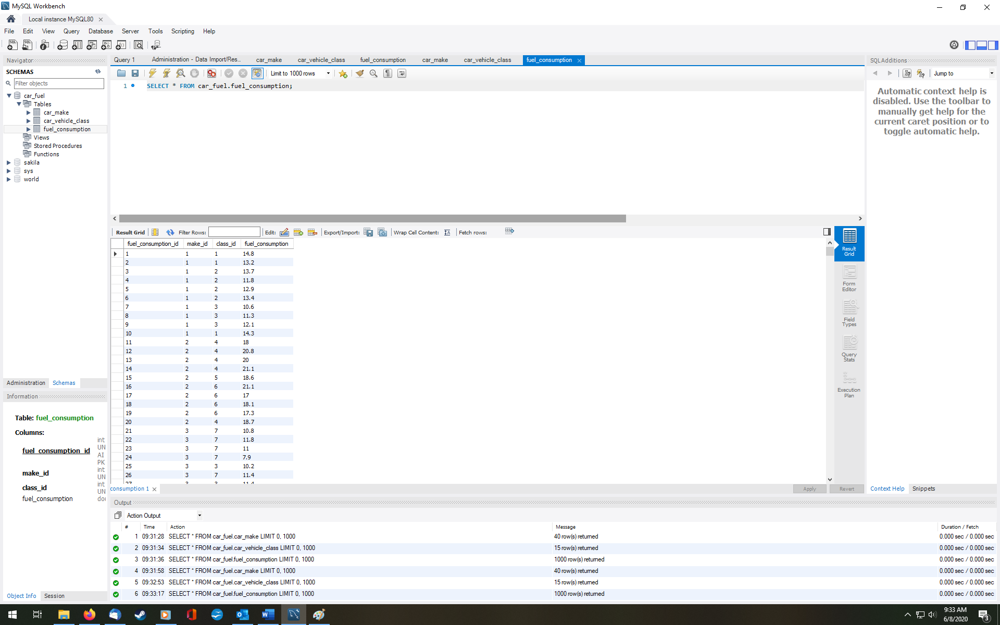 MySQL Workbench
Local instance MySQL80
File Edit View Query Database Server Tools Scripting Help
Navigator
SCHEMAS
Filter objects
car_fuel
Tables
car_make
car_vehicle_class
fuel_consumption
Views
Stored Procedures
Functions
sakila
sys
world
Administration Schemas
Information
Table: fuel_consumption
Columns:
fuel_consumption_id int UN AI PK
make_id int UN
class_id int UN
fuel_consumption
Object Info Session
Query 1 Administration - Data Import/Res... car_make car_vehicle_class fuel_consumption car_make car_vehicle_class fuel_consumption
Limit to 1000 rows
1 SELECT * FROM car_fuel.fuel_consumption;
Result Grid Filter Rows: Edit: Export/Import: Wrap Cell Content: Fetch rows:
fuel_consumption_id make_id class_id fuel_consumption
1 1 1 14.8
2 1 1 13.2
3 1 2 13.7
4 1 2 11.8
5 1 2 12.9
6 1 2 13.4
7 1 3 10.6
8 1 3 11.3
9 1 3 12.1
10 1 1 14.3
11 2 4 18
12 2 4 20.8
13 2 4 20
14 2 4 21.1
15 2 5 18.6
16 2 6 21.1
17 2 6 17
18 2 6 18.1
19 2 6 17.3
20 2 4 18.7
21 3 7 10.8
22 3 7 11.8
23 3 7 11
24 3 7 7.9
25 3 3 10.2
26 3 7 11.4
27 3 3 11.4
consumption 1
Apply Revert
Result Grid
Form Editor
Field Types
Query Stats
Execution Plan
SQLAdditions
Jump to
Automatic context help is
disabled. Use the toolbar to
manually get help for the
current caret position or to
toggle automatic help.
Context Help Snippets
Output
Action Output
# Time Action Message Duration / Fetch
1 09:31:28 SELECT * FROM car_fuel.car_make LIMIT 0, 1000 40 row(s) returned 0.000 sec / 0.000 sec
2 09:31:34 SELECT * FROM car_fuel.car_vehicle_class LIMIT 0, 1000 15 row(s) returned 0.000 sec / 0.000 sec
3 09:31:36 SELECT * FROM car_fuel.fuel_consumption LIMIT 0, 1000 1000 row(s) returned 0.000 sec / 0.000 sec
4 09:31:58 SELECT * FROM car_fuel.car_make LIMIT 0, 1000 40 row(s) returned 0.000 sec / 0.000 sec
5 09:32:53 SELECT * FROM car_fuel.car_vehicle_class LIMIT 0, 1000 15 row(s) returned 0.000 sec / 0.000 sec
6 09:33:17 SELECT * FROM car_fuel.fuel_consumption LIMIT 0, 1000 1000 row(s) returned 0.000 sec / 0.000 sec
9:33 AM
6/8/2020
3